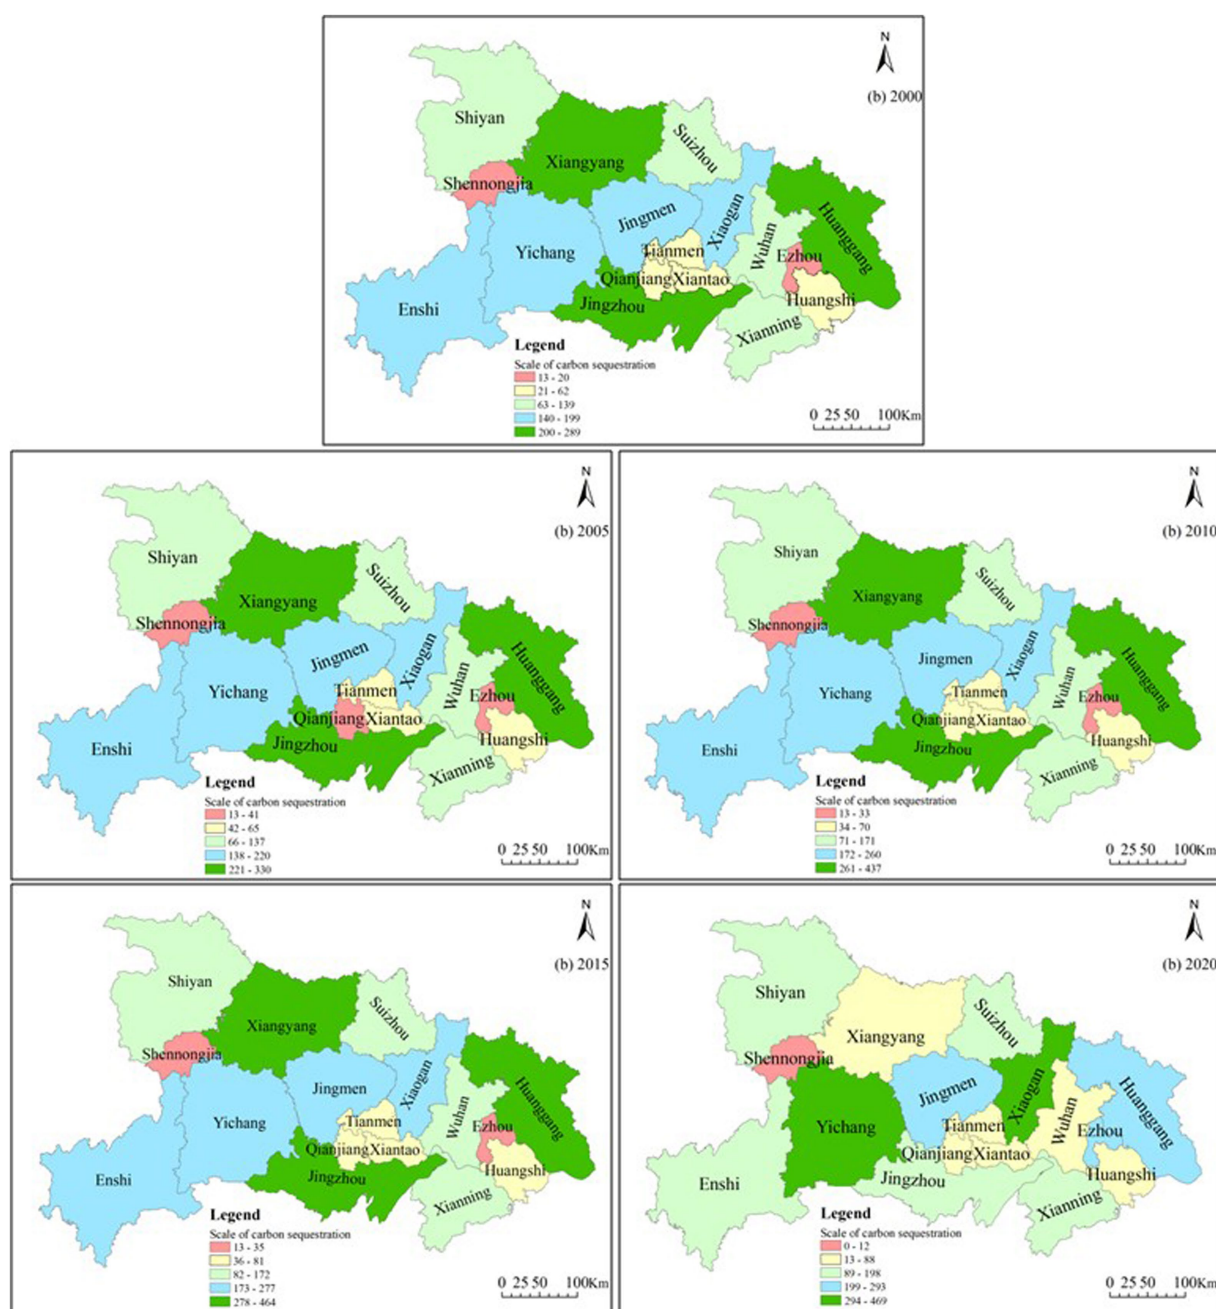 N
(b) 2000
Shiyan
Suizhou
Xiangyang
Shennongjia
Jingmen
Xiaogan
Huanggang
Wuhan
Yichang
Tianmen
Ezhou
Qianjiang
Xiantao
Huangshi
Jingzhou
Enshi
Xianning
Legend
Scale of carbon sequestration
13 - 20
21 - 62
63 - 139
140 - 199
200 - 289
0 25 50 100Km
N
(b) 2005
Shiyan
Suizhou
Xiangyang
Shennongjia
Jingmen
Xiaogan
Huanggang
Wuhan
Yichang
Tianmen
Ezhou
Qianjiang
Xiantao
Huangshi
Jingzhou
Enshi
Xianning
Legend
Scale of carbon sequestration
13 - 41
42 - 65
66 - 137
138 - 220
221 - 330
0 25 50 100Km
N
(b) 2010
Shiyan
Suizhou
Xiangyang
Shennongjia
Jingmen
Xiaogan
Huanggang
Wuhan
Yichang
Tianmen
Ezhou
Qianjiang
Xiantao
Huangshi
Jingzhou
Enshi
Xianning
Legend
Scale of carbon sequestration
13 - 33
34 - 70
71 - 171
172 - 260
261 - 437
0 25 50 100Km
N
(b) 2015
Shiyan
Suizhou
Xiangyang
Shennongjia
Jingmen
Xiaogan
Huanggang
Wuhan
Yichang
Tianmen
Ezhou
Qianjiang
Xiantao
Huangshi
Jingzhou
Enshi
Xianning
Legend
Scale of carbon sequestration
13 - 35
36 - 81
82 - 172
173 - 277
278 - 464
0 25 50 100Km
N
(b) 2020
Shiyan
Suizhou
Xiangyang
Shennongjia
Jingmen
Xiaogan
Huanggang
Wuhan
Yichang
Tianmen
Ezhou
Qianjiang
Xiantao
Huangshi
Jingzhou
Enshi
Xianning
Legend
Scale of carbon sequestration
0 - 12
13 - 88
89 - 198
199 - 293
294 - 469
0 25 50 100Km